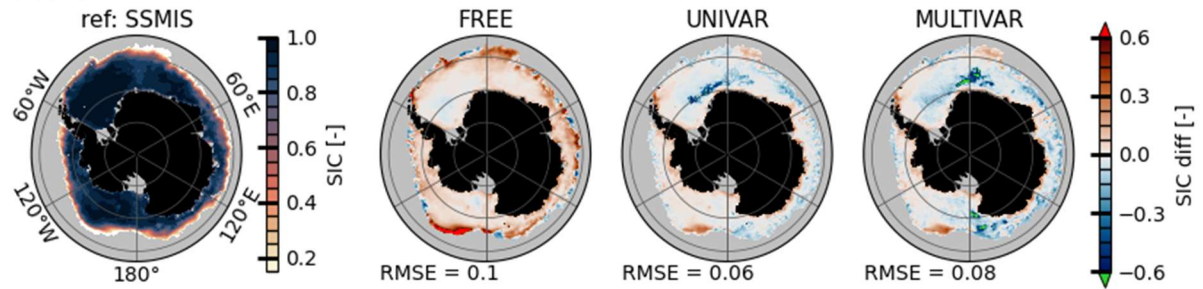 ref: SSMIS
FREE
UNIVAR
MULTIVAR
60°W
60°E
120°W
120°E
180°
1.0
0.8
0.6
0.4
0.2
SIC [-]
RMSE = 0.1
RMSE = 0.06
RMSE = 0.08
0.6
0.3
0.0
−0.3
−0.6
SIC diff [-]